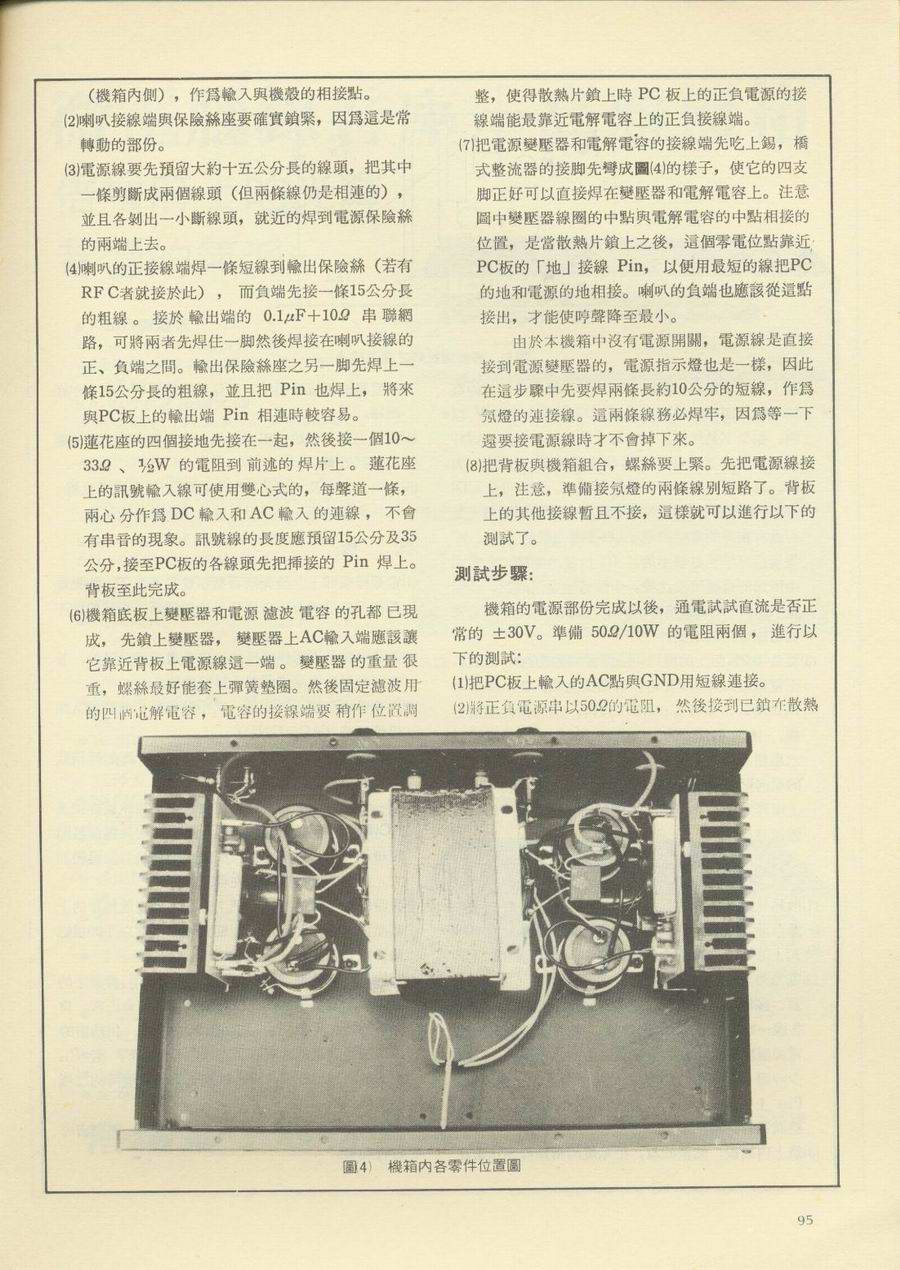 （機箱內側），作爲輸入與機殼的相接點。
(2)喇叭接線端與保險絲座要確實鎖緊，因爲這是常
轉動的部份。
(3)電源線要先預留大約十五公分長的線頭，把其中
一條剪斷成兩個線頭（但兩條線仍是相連的），
並且各剝出一小斷線頭，就近的焊到電源保險絲
的兩端上去。
(4)喇叭的正接線端焊一條短線到輸出保險絲（若有
RFC者就接於此），而負端先接一條15公分長
的粗線。接於輸出端的 0.1μF＋10Ω 串聯網
路，可將兩者先焊住一脚然後焊接在喇叭接線的
正、負端之間。輸出保險絲座之另一脚先焊上一
條15公分長的粗線，並且把 Pin 也焊上，將來
與PC板上的輸出端 Pin 相連時較容易。
(5)蓮花座的四個接地先接在一起，然後接一個10～
33Ω、½W 的電阻到前述的焊片上。蓮花座
上的訊號輸入線可使用雙心式的，每聲道一條，
兩心分作爲 DC 輸入和 AC 輸入的連線，不會
有串音的現象。訊號線的長度應預留15公分及35
公分，接至PC板的各線頭先把揷接的 Pin 焊上。
背板至此完成。
(6)機箱底板上變壓器和電源濾波電容的孔都已現
成，先鎖上變壓器，變壓器上AC輸入端應該讓
它靠近背板上電源線這一端。變壓器的重量很
重，螺絲最好能套上彈簧墊圈。然後固定濾波用
的四個電解電容，電容的接線端要稍作位置調
整，使得散熱片鎖上時 PC 板上的正負電源的接
線端能最靠近電解電容上的正負接線端。
(7)把電源變壓器和電解電容的接線端先吃上錫，橋
式整流器的接脚先彎成圖(4)的樣子，使它的四支
脚正好可以直接焊在變壓器和電解電容上。注意
圖中變壓器線圈的中點與電解電容的中點相接的
位置，是當散熱片鎖上之後，這個零電位點靠近
PC板的「地」接線 Pin，以便用最短的線把PC
的地和電源的地相接。喇叭的負端也應該從這點
接出，才能使哼聲降至最小。
由於本機箱中沒有電源開關，電源線是直接
接到電源變壓器的，電源指示燈也是一樣，因此
在這步驟中先要焊兩條長約10公分的短線，作爲
氖燈的連接線。這兩條線務必焊牢，因爲等一下
還要接電源線時才不會掉下來。
(8)把背板與機箱組合，螺絲要上緊。先把電源線接
上，注意，準備接氖燈的兩條線別短路了。背板
上的其他接線暫且不接，這樣就可以進行以下的
測試了。
測試步驟：
機箱的電源部份完成以後，通電試試直流是否正
常的 ±30V。準備 50Ω/10W 的電阻兩個，進行以
下的測試：
(1)把PC板上輸入的AC點與GND用短線連接。
(2)將正負電源串以50Ω的電阻，然後接到已鎖在散熱
圖4） 機箱內各零件位置圖
95